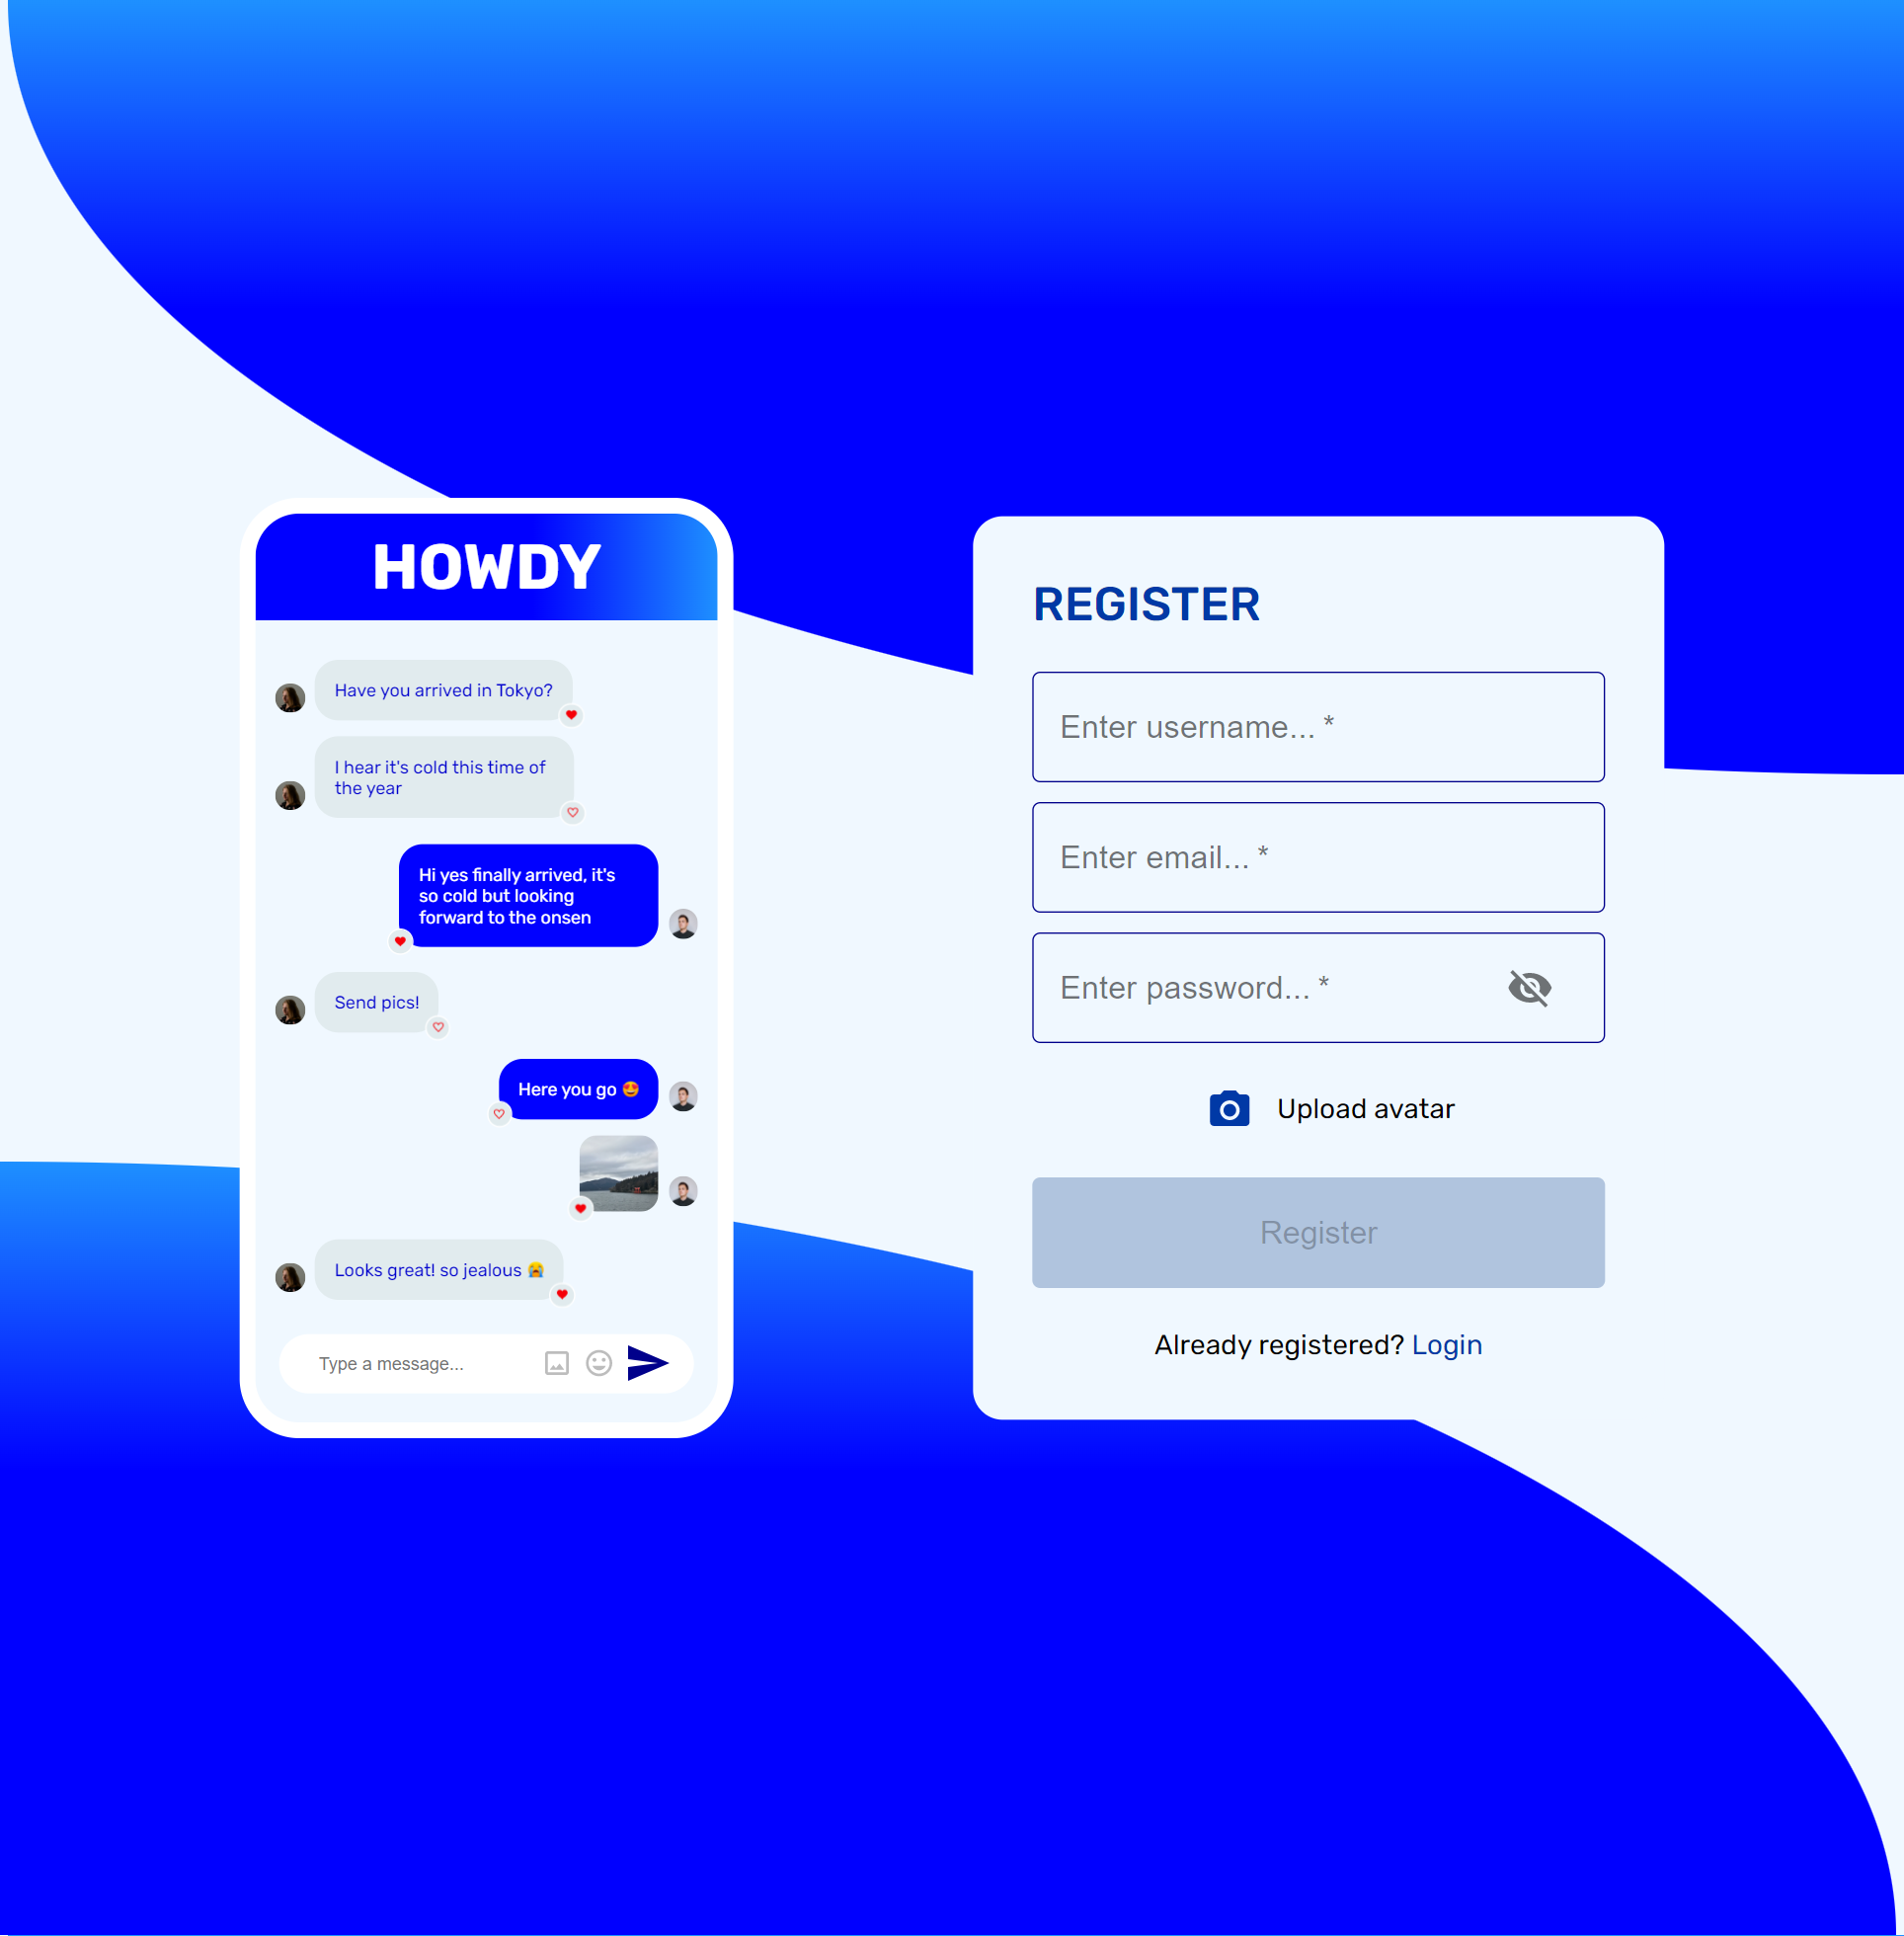 HOWDY
Have you arrived in Tokyo?
I hear it's cold this time of
the year
Hi yes finally arrived, it's
so cold but looking
forward to the onsen
Send pics!
Here you go 😍
Looks great! so jealous 😭
Type a message...
REGISTER
Enter username... *
Enter email... *
Enter password... *
Upload avatar
Register
Already registered? Login